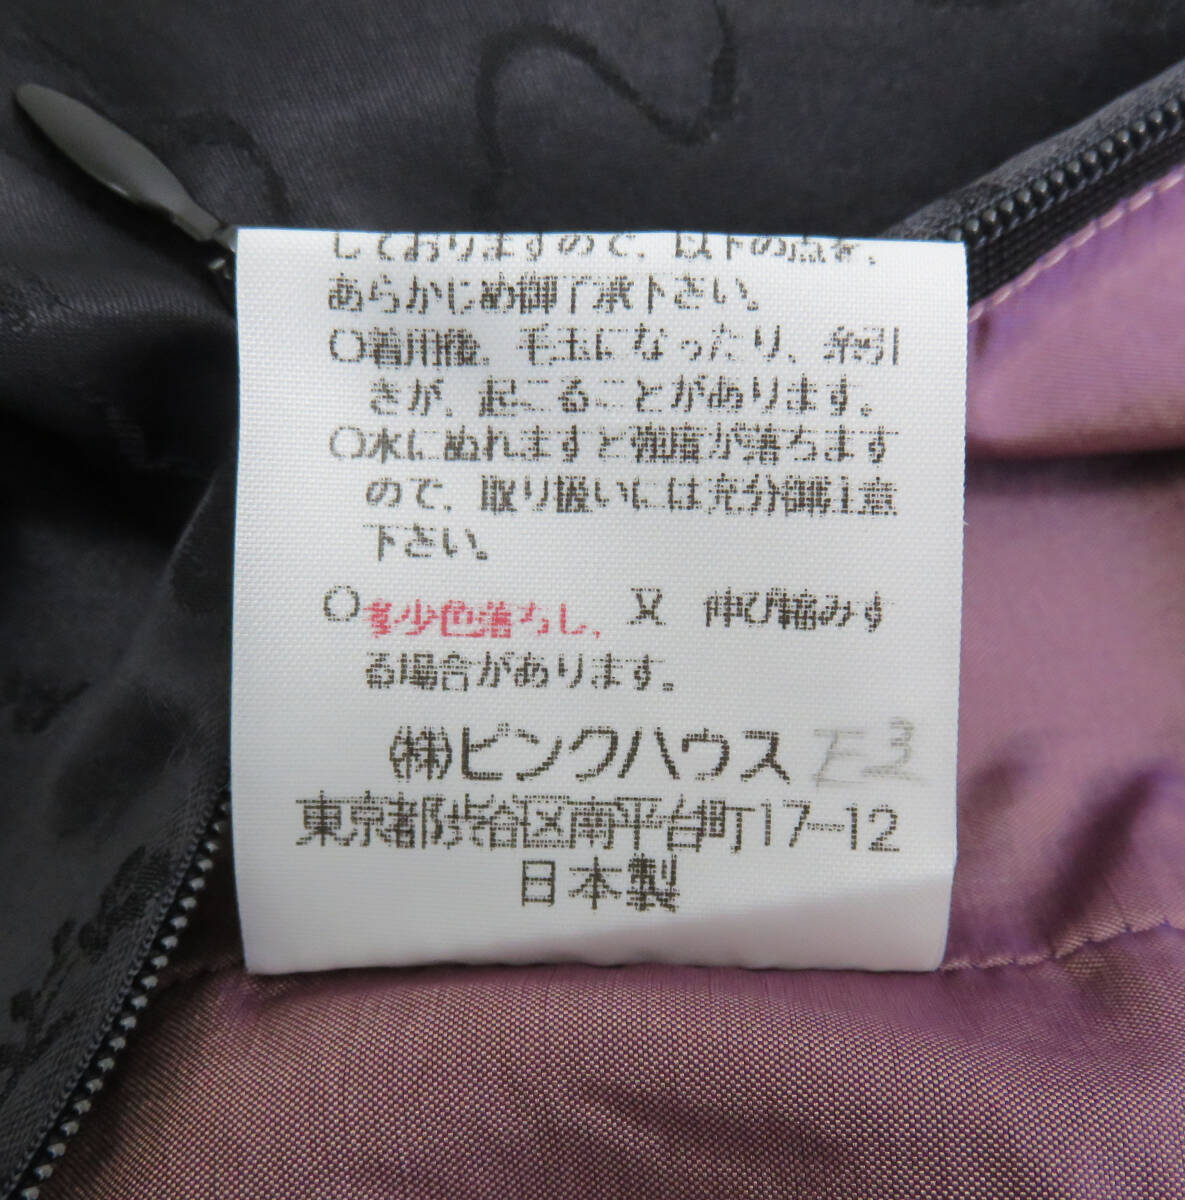 しておりますので、以下の点を、
あらかじめ御了承下さい。
○着用後、毛玉になったり、糸引
きが、起こることがあります。
○水にぬれますと強度が落ちます
ので、取り扱いには充分御注意
下さい。
○多少色落ちし、又 伸び縮みす
る場合があります。
(株)ピンクハウス E3
東京都渋谷区南平台町17-12
日本製